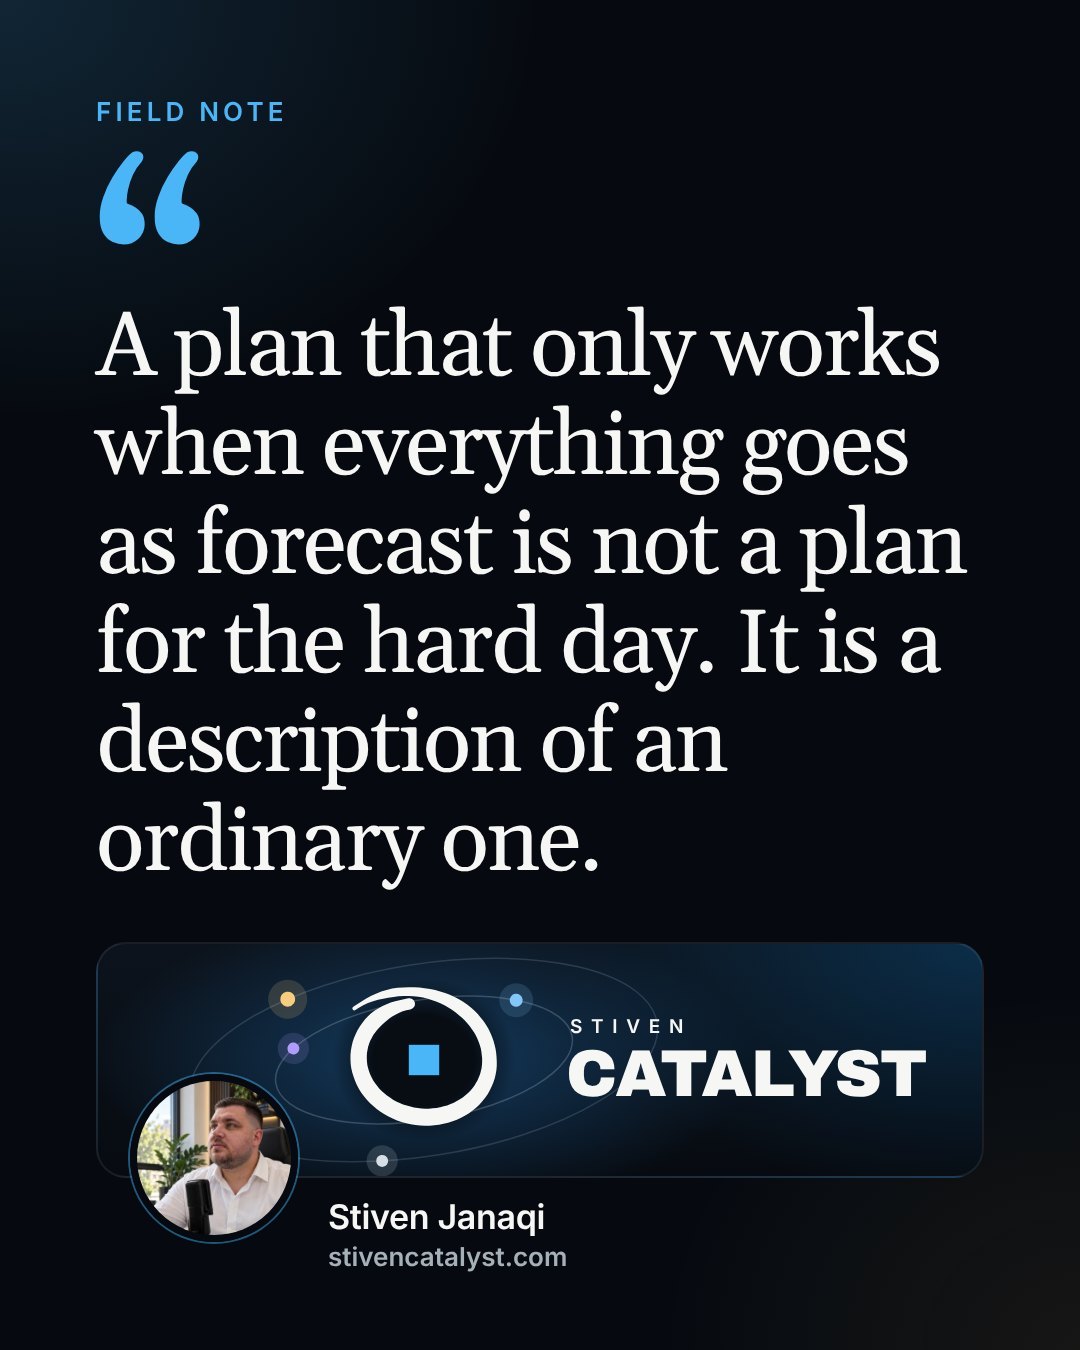 FIELD NOTE
“
A plan that only works
when everything goes
as forecast is not a plan
for the hard day. It is a
description of an
ordinary one.
STIVEN
CATALYST
Stiven Janaqi
stivencatalyst.com